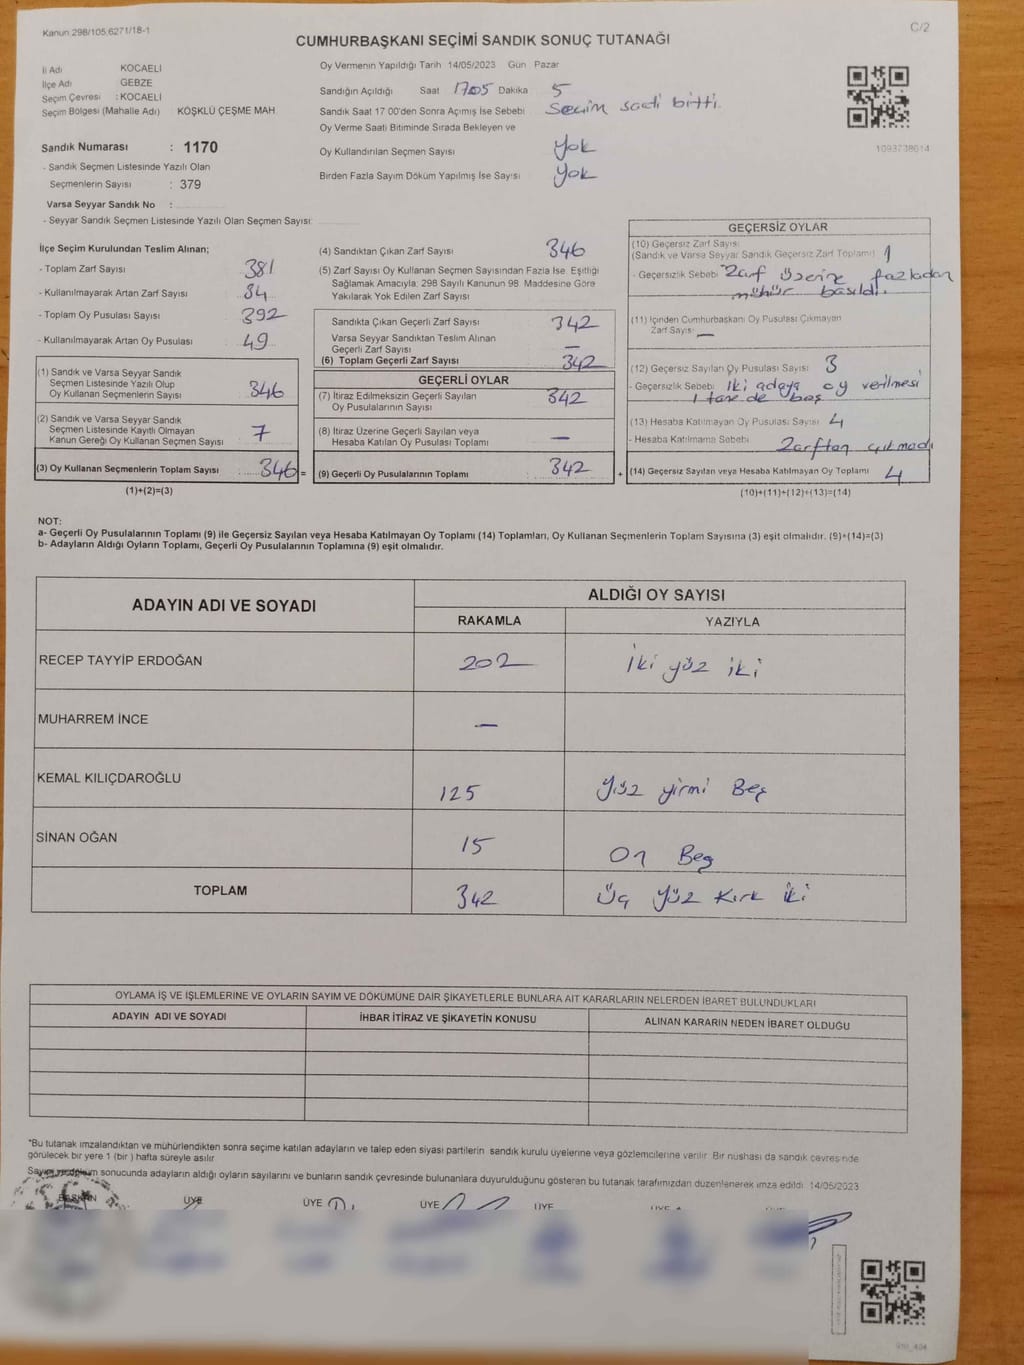 Kanun 298/105;6271/18-1
C/2
CUMHURBAŞKANI SEÇİMİ SANDIK SONUÇ TUTANAĞI
İl Adı KOCAELİ
İlçe Adı GEBZE
Seçim Çevresi : KOCAELİ
Seçim Bölgesi (Mahalle Adı) KÖŞKLÜ ÇEŞME MAH
Sandık Numarası : 1170
- Sandık Seçmen Listesinde Yazılı Olan
Seçmenlerin Sayısı : 379
Varsa Seyyar Sandık No :
- Seyyar Sandık Seçmen Listesinde Yazılı Olan Seçmen Sayısı:
Oy Vermenin Yapıldığı Tarih 14/05/2023 Gün Pazar
Sandığın Açıldığı Saat 17.05 Dakika 5
Sandık Saat 17 00'den Sonra Açımış İse Sebebi Seçim saati bitti.
Oy Verme Saati Bitiminde Sırada Bekleyen ve
Oy Kullandırılan Seçmen Sayısı Yok
Birden Fazla Sayım Döküm Yapılmış İse Sayısı Yok
1093738014
İlçe Seçim Kurulundan Teslim Alınan;
- Toplam Zarf Sayısı 381
- Kullanılmayarak Artan Zarf Sayısı 34
- Toplam Oy Pusulası Sayısı 392
- Kullanılmayarak Artan Oy Pusulası 49
(1) Sandık ve Varsa Seyyar Sandık
Seçmen Listesinde Yazılı Olup
Oy Kullanan Seçmenlerin Sayısı 346
(2) Sandık ve Varsa Seyyar Sandık
Seçmen Listesinde Kayıtlı Olmayan
Kanun Gereği Oy Kullanan Seçmen Sayısı 7
(3) Oy Kullanan Seçmenlerin Toplam Sayısı 346 =
(1)+(2)=(3)
(4) Sandıktan Çıkan Zarf Sayısı 346
(5) Zarf Sayısı Oy Kullanan Seçmen Sayısından Fazla İse Eşitliği
Sağlamak Amacıyla; 298 Sayılı Kanunun 98 Maddesine Göre
Yakılarak Yok Edilen Zarf Sayısı
Sandıkta Çıkan Geçerli Zarf Sayısı 342
Varsa Seyyar Sandıktan Teslim Alınan
Geçerli Zarf Sayısı —
(6) Toplam Geçerli Zarf Sayısı 342
GEÇERLİ OYLAR
(7) İtiraz Edilmeksizin Geçerli Sayılan
Oy Pusulalarının Sayısı 342
(8) İtiraz Üzerine Geçerli Sayılan veya
Hesaba Katılan Oy Pusulası Toplamı —
(9) Geçerli Oy Pusulalarının Toplamı : 342 +
GEÇERSİZ OYLAR
(10) Geçersiz Zarf Sayısı
(Sandık ve Varsa Seyyar Sandık Geçersiz Zarf Toplamı) 1
- Geçersizlik Sebebi Zarf üzerine fazladan
mühür basıldı.
(11) İçinden Cumhurbaşkanı Oy Pusulası Çıkmayan
Zarf Sayısı —
(12) Geçersiz Sayılan Oy Pusulası Sayısı 3
- Geçersizlik Sebebi İki adaya oy verilmesi
1 tane de boş
(13) Hesaba Katılmayan Oy Pusulası Sayısı 4
- Hesaba Katılmama Sebebi Zarftan çıkmadı
(14) Geçersiz Sayılan veya Hesaba Katılmayan Oy Toplamı 4
(10)+(11)+(12)+(13)=(14)
NOT:
a- Geçerli Oy Pusulalarının Toplamı (9) ile Geçersiz Sayılan veya Hesaba Katılmayan Oy Toplamı (14) Toplamları, Oy Kullanan Seçmenlerin Toplam Sayısına (3) eşit olmalıdır. (9)+(14)=(3)
b- Adayların Aldığı Oyların Toplamı, Geçerli Oy Pusulalarının Toplamına (9) eşit olmalıdır.
ADAYIN ADI VE SOYADI ALDIĞI OY SAYISI
RAKAMLA YAZIYLA
RECEP TAYYİP ERDOĞAN 202 İki yüz iki
MUHARREM İNCE —
KEMAL KILIÇDAROĞLU 125 Yüz yirmi Beş
SİNAN OĞAN 15 On Beş
TOPLAM 342 Üç yüz Kırk iki
OYLAMA İŞ VE İŞLEMLERİNE VE OYLARIN SAYIM VE DÖKÜMÜNE DAİR ŞİKAYETLERLE BUNLARA AİT KARARLARIN NELERDEN İBARET BULUNDUKLARI
ADAYIN ADI VE SOYADI İHBAR İTİRAZ VE ŞİKAYETİN KONUSU ALINAN KARARIN NEDEN İBARET OLDUĞU
*Bu tutanak imzalandıktan ve mühürlendikten sonra seçime katılan adayların ve talep eden siyasi partilerin sandık kurulu üyelerine veya gözlemcilerine verilir. Bir nüshası da sandık çevresinde
görülecek bir yere 1 (bir ) hafta süreyle asılır
Sayım ve döküm sonucunda adayların aldığı oyların sayılarını ve bunların sandık çevresinde bulunanlara duyurulduğunu gösteren bu tutanak tarafımızdan düzenlenerek imza edildi. 14/05/2023
BAŞKAN ÜYE ÜYE ÜYE ÜYE